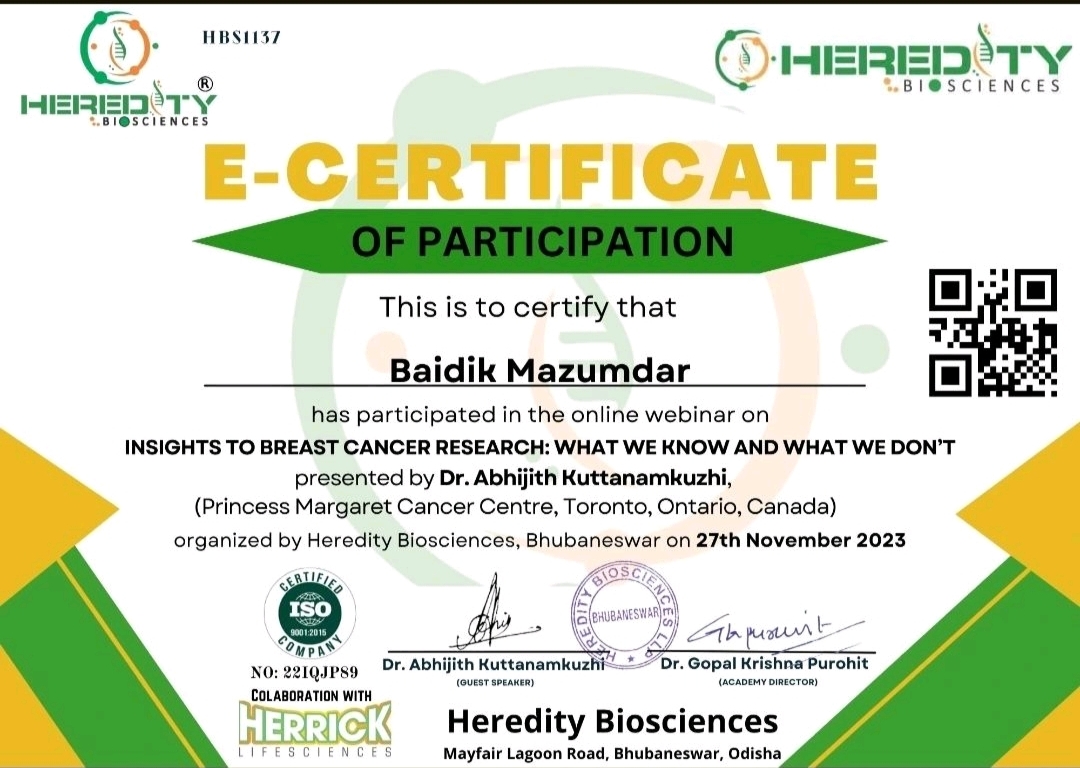 HBS1137
HEREDITY®
BIOSCIENCES
HEREDITY
BIOSCIENCES
E-CERTIFICATE
OF PARTICIPATION
This is to certify that
Baidik Mazumdar
has participated in the online webinar on
INSIGHTS TO BREAST CANCER RESEARCH: WHAT WE KNOW AND WHAT WE DON'T
presented by Dr. Abhijith Kuttanamkuzhi,
(Princess Margaret Cancer Centre, Toronto, Ontario, Canada)
organized by Heredity Biosciences, Bhubaneswar on 27th November 2023
CERTIFIED
ISO
9001:2015
COMPANY
NO: 22IQJP89
HEREDITY BIOSCIENCES LLP
BHUBANESWAR
Dr. Abhijith Kuttanamkuzhi
(GUEST SPEAKER)
Dr. Gopal Krishna Purohit
(ACADEMY DIRECTOR)
COLABORATION WITH
HERRICK
LIFESCIENCES
Heredity Biosciences
Mayfair Lagoon Road, Bhubaneswar, Odisha